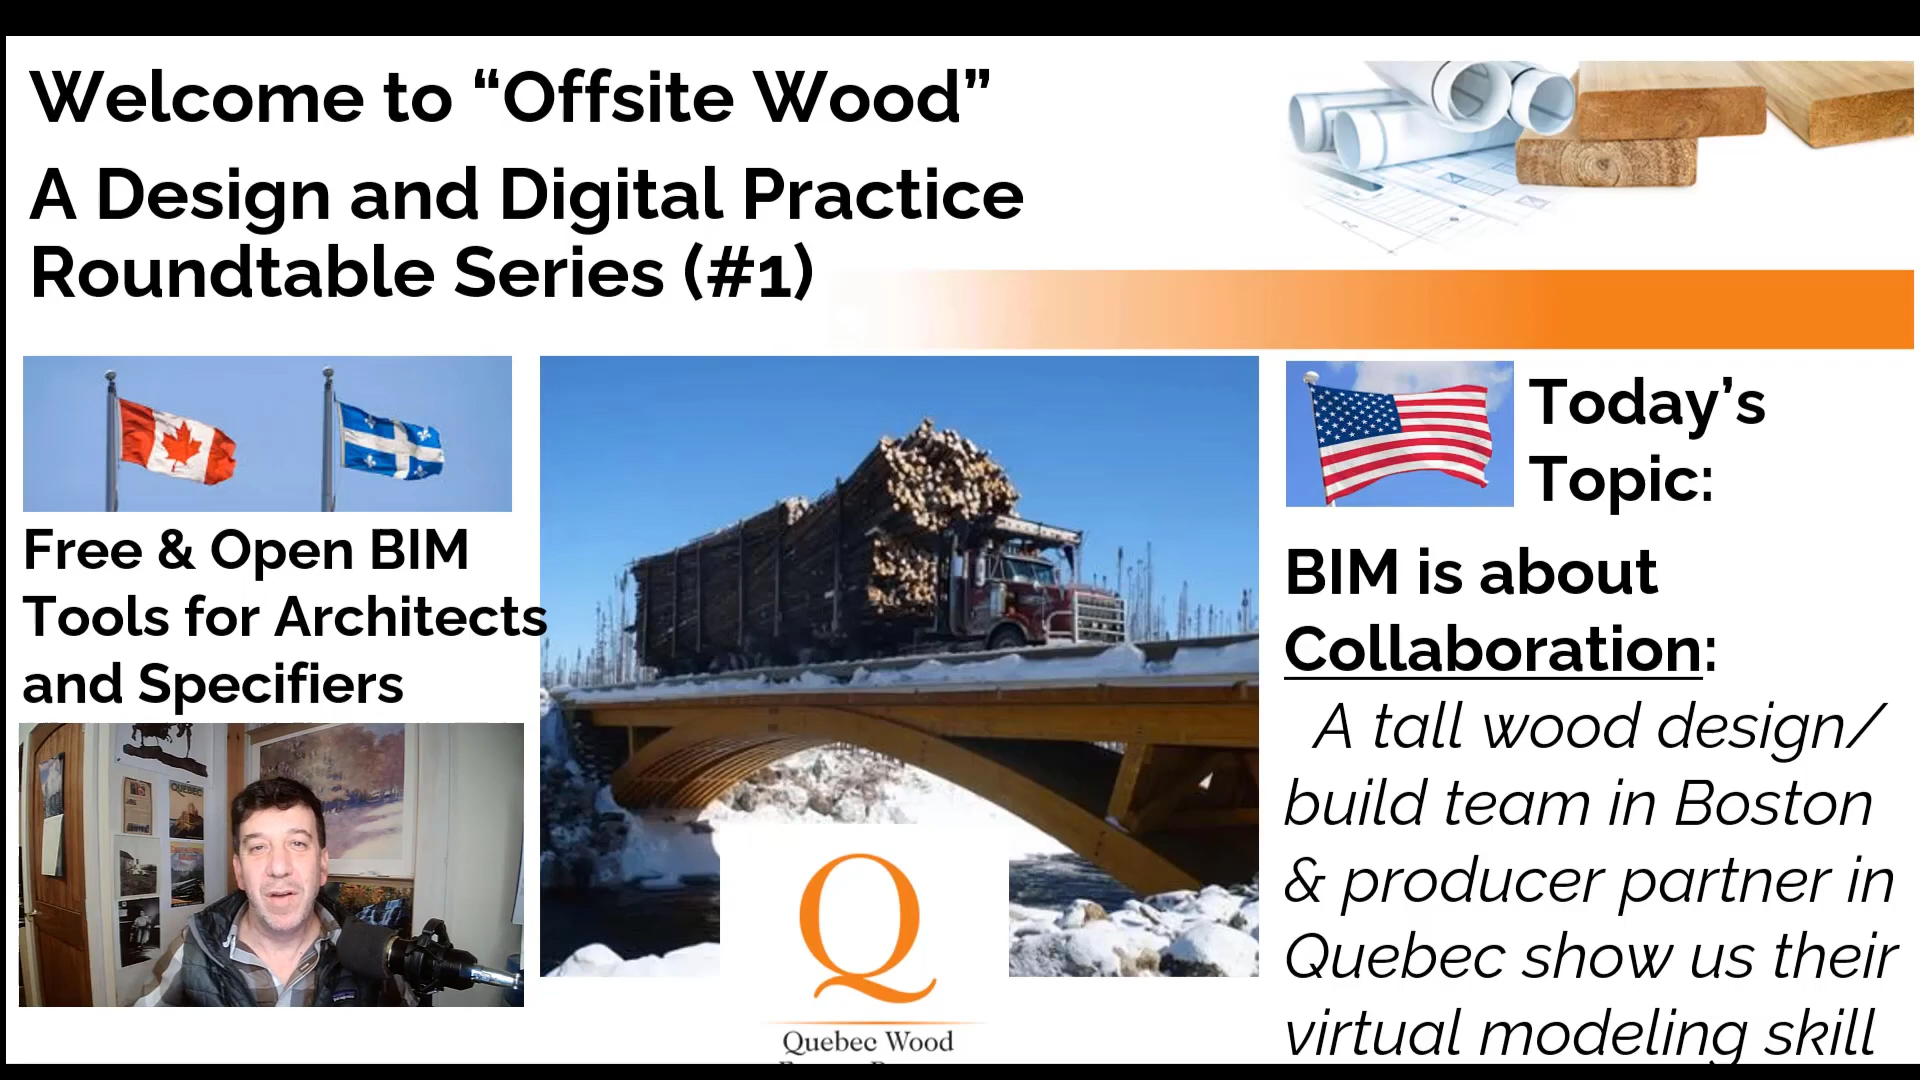 Welcome to “Offsite Wood”
A Design and Digital Practice
Roundtable Series (#1)
Free & Open BIM
Tools for Architects
and Specifiers
QUEBEC
Quebec Wood
Today’s
Topic:
BIM is about
Collaboration:
A tall wood design/
build team in Boston
& producer partner in
Quebec show us their
virtual modeling skill